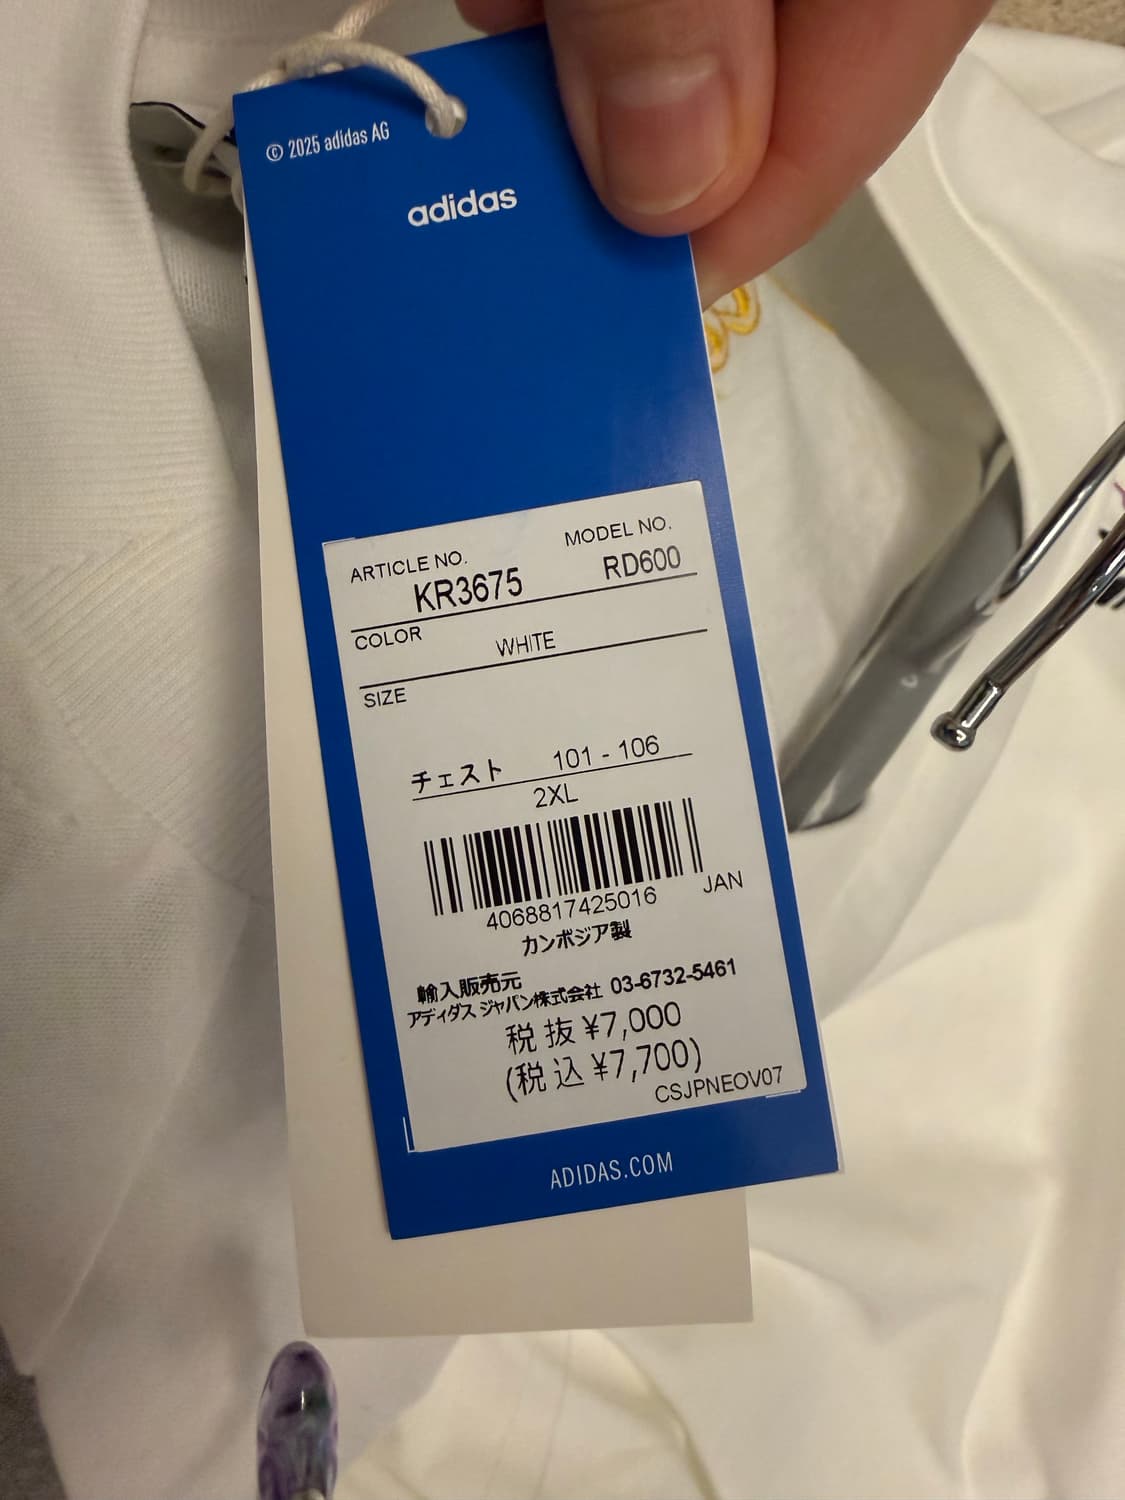 © 2025 adidas AG
adidas
ARTICLE NO. MODEL NO.
KR3675 RD600
COLOR WHITE
SIZE
チェスト 101 - 106
2XL
4068817425016 JAN
カンボジア製
輸入販売元
アディダス ジャパン株式会社 03-6732-5461
税 抜 ¥7,000
(税 込 ¥7,700)
CSJPNEOV07
ADIDAS.COM